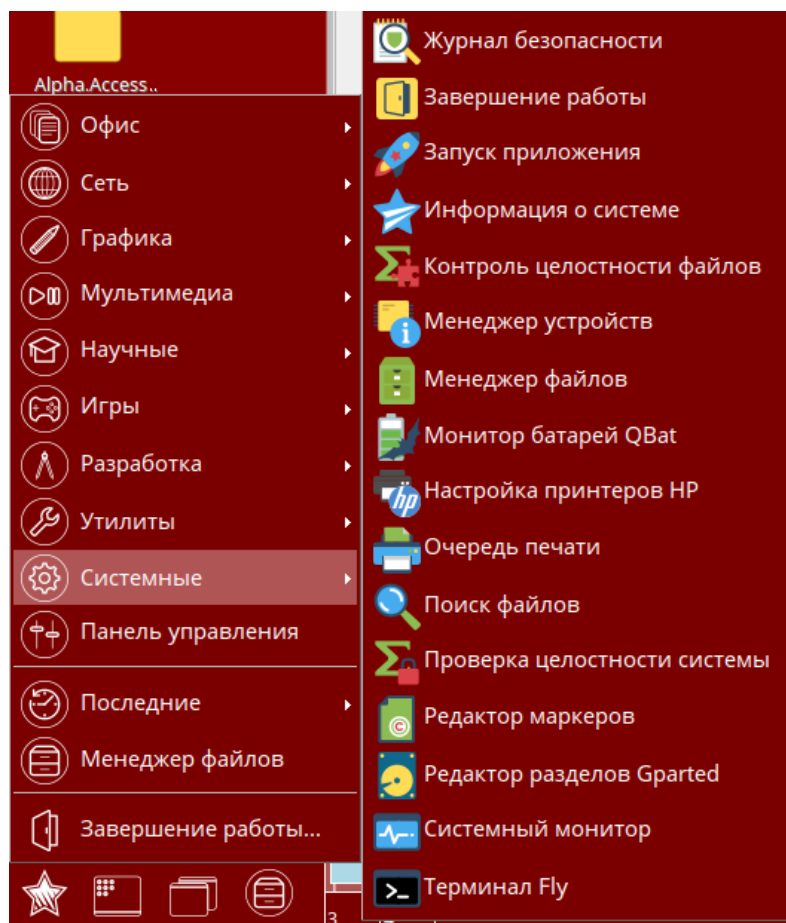 Alpha.Access..
Офис
Сеть
Графика
Мультимедиа
Научные
Игры
Разработка
Утилиты
Системные
Панель управления
Последние
Менеджер файлов
Завершение работы...
Журнал безопасности
Завершение работы
Запуск приложения
Информация о системе
Контроль целостности файлов
Менеджер устройств
Менеджер файлов
Монитор батарей QBat
Настройка принтеров HP
Очередь печати
Поиск файлов
Проверка целостности системы
Редактор маркеров
Редактор разделов Gparted
Системный монитор
Терминал Fly
hp
3